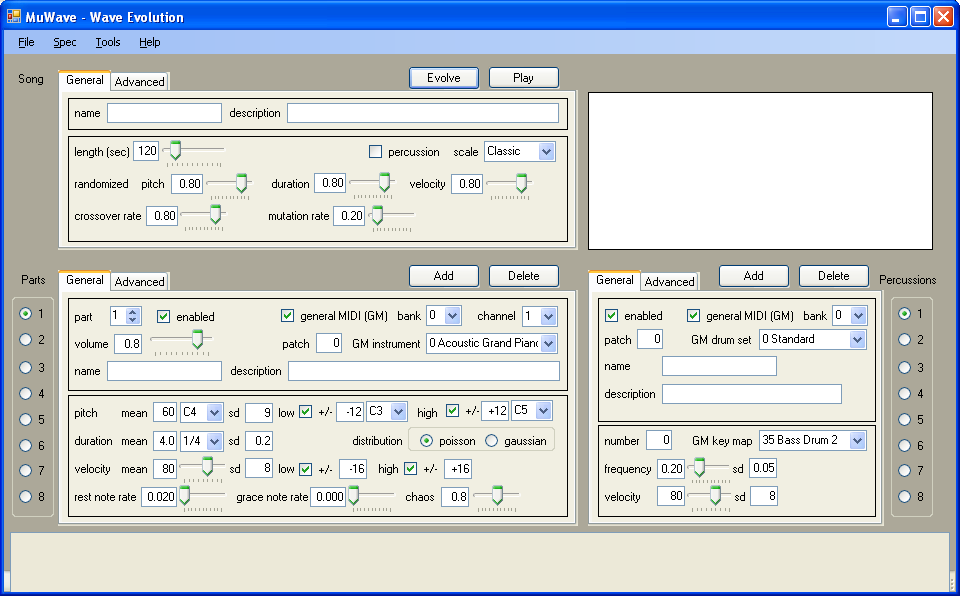 MuWave - Wave Evolution
File Spec Tools Help
Song General Advanced Evolve Play
name description
length (sec) 120 percussion scale Classic
randomized pitch 0.80 duration 0.80 velocity 0.80
crossover rate 0.80 mutation rate 0.20
Parts General Advanced Add Delete
part 1 enabled general MIDI (GM) bank 0 channel 1
volume 0.8 patch 0 GM instrument 0 Acoustic Grand Pianc
name description
pitch mean 60 C4 sd 9 low +/- -12 C3 high +/- +12 C5
duration mean 4.0 1/4 sd 0.2 distribution poisson gaussian
velocity mean 80 sd 8 low +/- -16 high +/- +16
rest note rate 0.020 grace note rate 0.000 chaos 0.8
1
2
3
4
5
6
7
8
General Advanced Add Delete Percussions
enabled general MIDI (GM) bank 0
patch 0 GM drum set 0 Standard
name
description
number 0 GM key map 35 Bass Drum 2
frequency 0.20 sd 0.05
velocity 80 sd 8
1
2
3
4
5
6
7
8